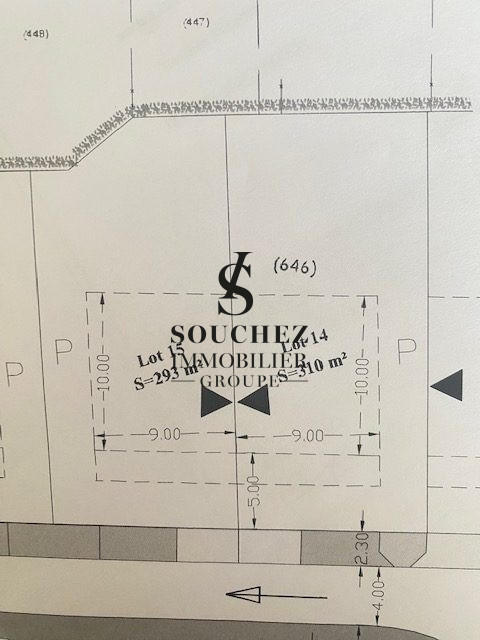 (448)
(447)
(646)
SOUCHEZ
IMMOBILIER
GROUPE
Lot 15
S=293 m²
Lot 14
S=310 m²
P
P
P
10.00
10.00
9.00
9.00
5.00
2.30
4.00